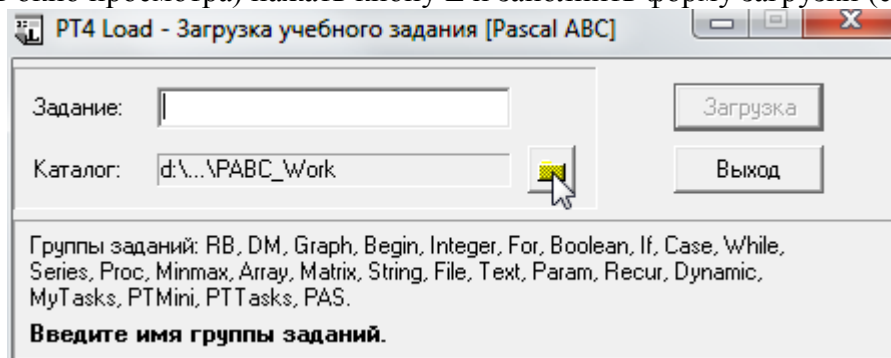 PT4 Load - Загрузка учебного задания [Pascal ABC]
Задание:
Загрузка
Каталог:
d:\...\PABC_Work
Выход
Группы заданий: RB, DM, Graph, Begin, Integer, For, Boolean, If, Case, While,
Series, Proc, Minmax, Array, Matrix, String, File, Text, Param, Recur, Dynamic,
MyTasks, PTMini, PTTasks, PAS.
Введите имя группы заданий.